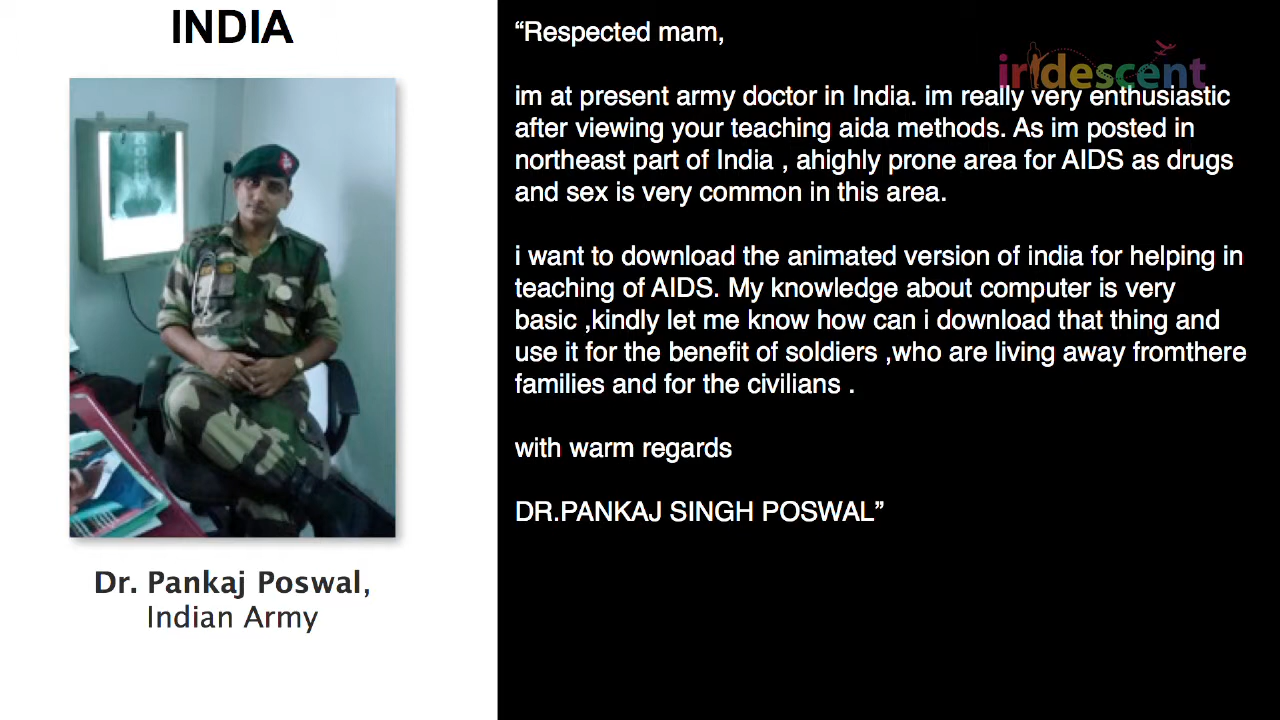 INDIA
Dr. Pankaj Poswal,
Indian Army
“Respected mam,
iridescent
im at present army doctor in India. im really very enthusiastic
after viewing your teaching aida methods. As im posted in
northeast part of India , ahighly prone area for AIDS as drugs
and sex is very common in this area.
i want to download the animated version of india for helping in
teaching of AIDS. My knowledge about computer is very
basic ,kindly let me know how can i download that thing and
use it for the benefit of soldiers ,who are living away fromthere
families and for the civilians .
with warm regards
DR.PANKAJ SINGH POSWAL”